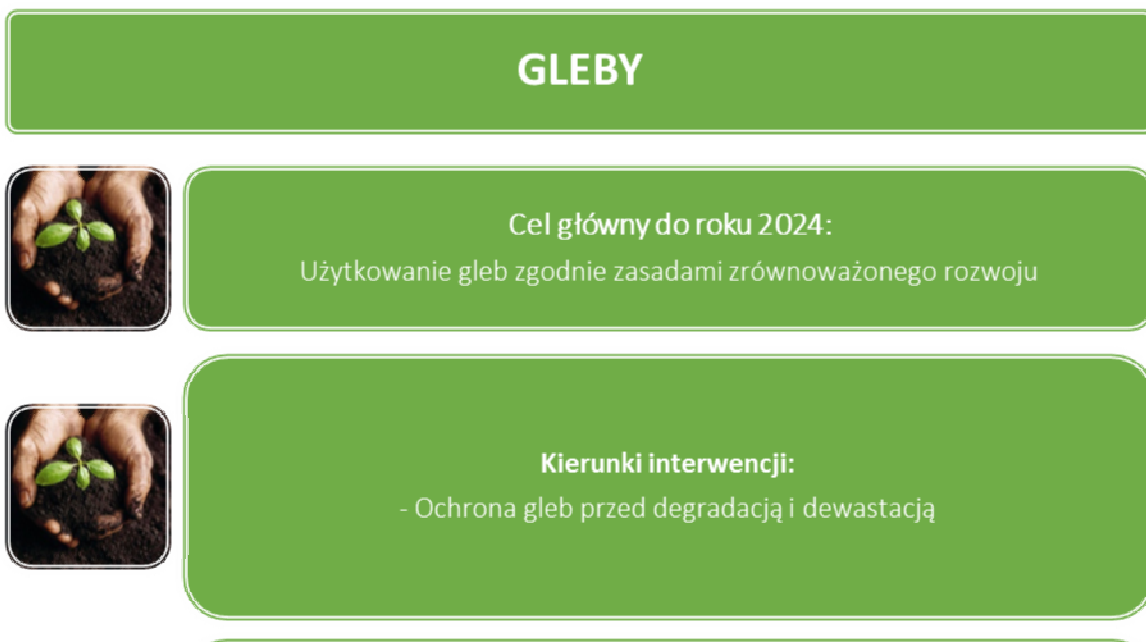 GLEBY
Cel główny do roku 2024:
Użytkowanie gleb zgodnie zasadami zrównoważonego rozwoju
Kierunki interwencji:
- Ochrona gleb przed degradacją i dewastacją